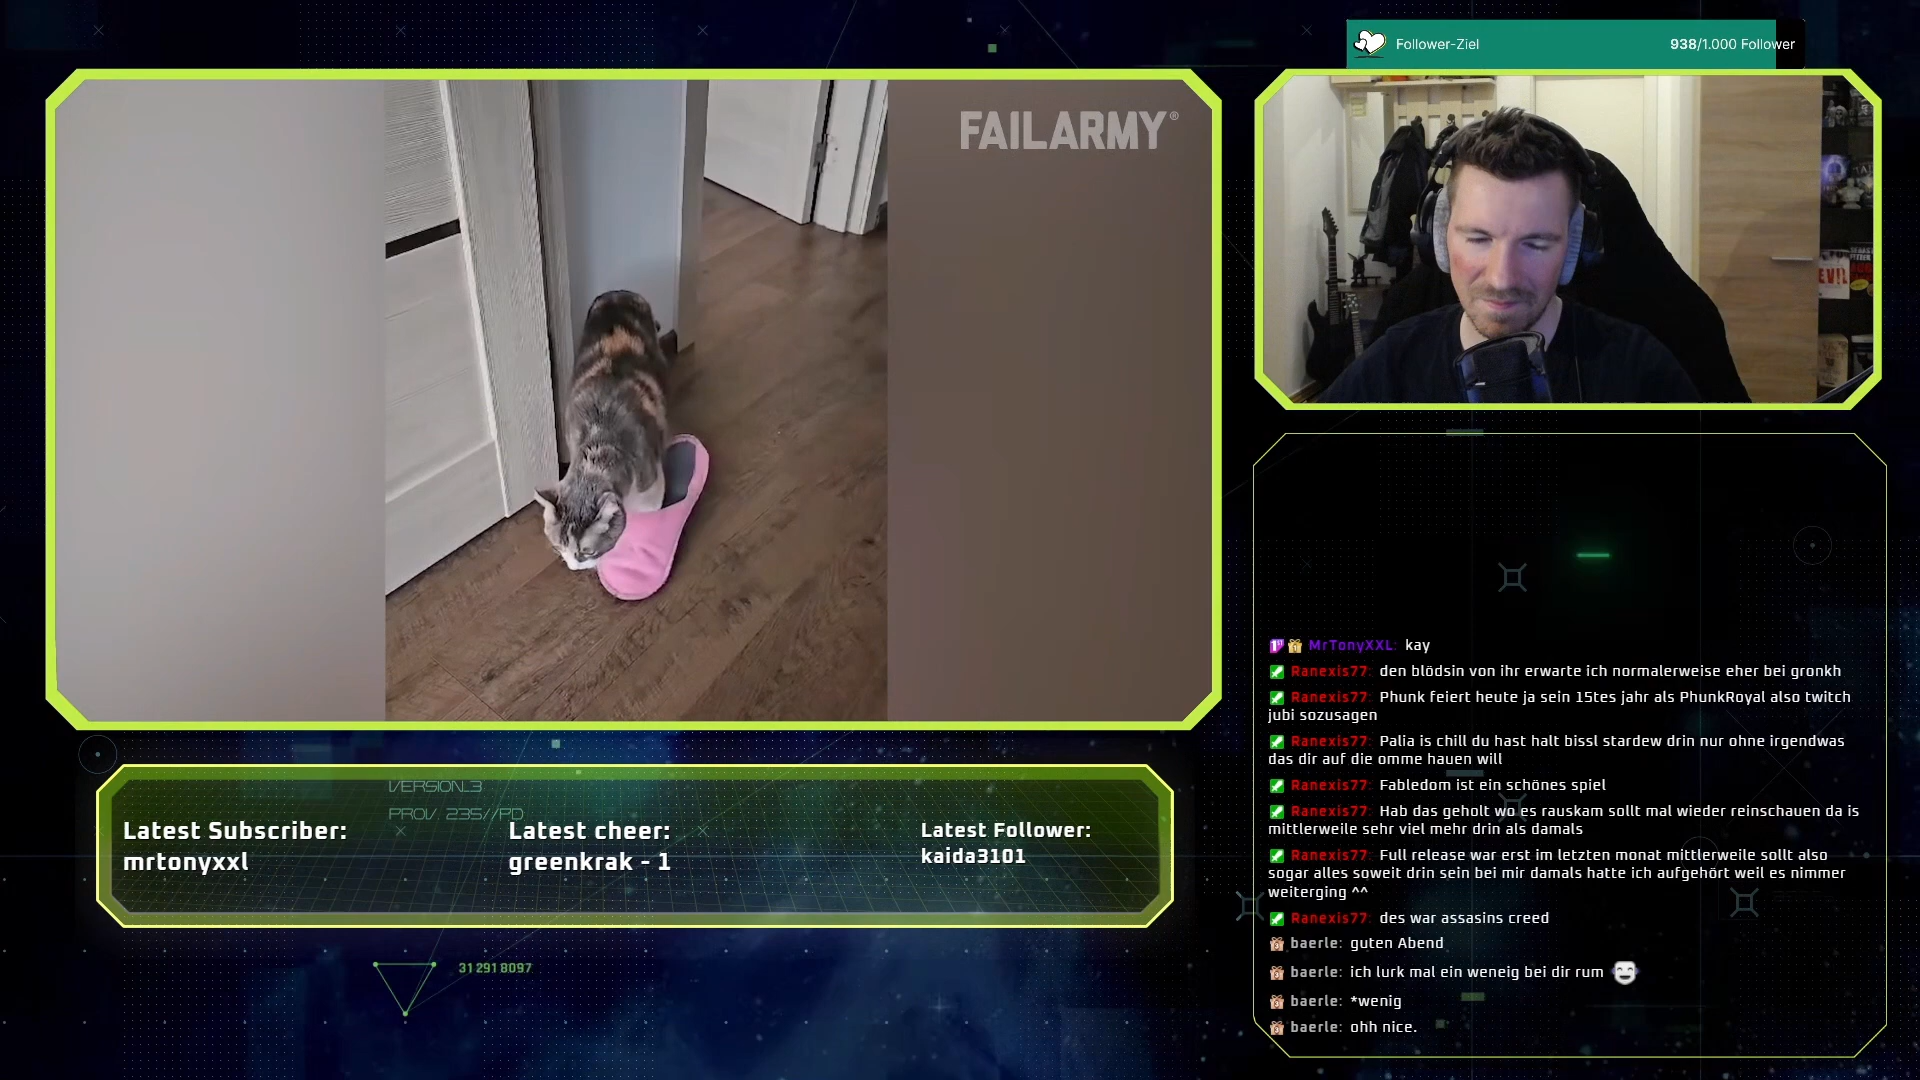 Follower-Ziel
938/1.000 Follower
FAILARMY®
EVIL
MrTonyXXL: kay
Ranexis77: den blödsin von ihr erwarte ich normalerweise eher bei gronkh
Ranexis77: Phunk feiert heute ja sein 15tes jahr als PhunkRoyal also twitch
jubi sozusagen
Ranexis77: Palia is chill du hast halt bissl stardew drin nur ohne irgendwas
das dir auf die omme hauen will
Ranexis77: Fabledom ist ein schönes spiel
Ranexis77: Hab das geholt wo es rauskam sollt mal wieder reinschauen da is
mittlerweile sehr viel mehr drin als damals
Ranexis77: Full release war erst im letzten monat mittlerweile sollt also
sogar alles soweit drin sein bei mir damals hatte ich aufgehört weil es nimmer
weiterging ^^
Ranexis77: des war assasins creed
baerle: guten Abend
baerle: ich lurk mal ein weneig bei dir rum
baerle: *wenig
baerle: ohh nice.
VERSION_3
PROV 235//PD
Latest Subscriber:
mrtonyxxl
Latest cheer:
greenkrak - 1
Latest Follower:
kaida3101
31 291 8097